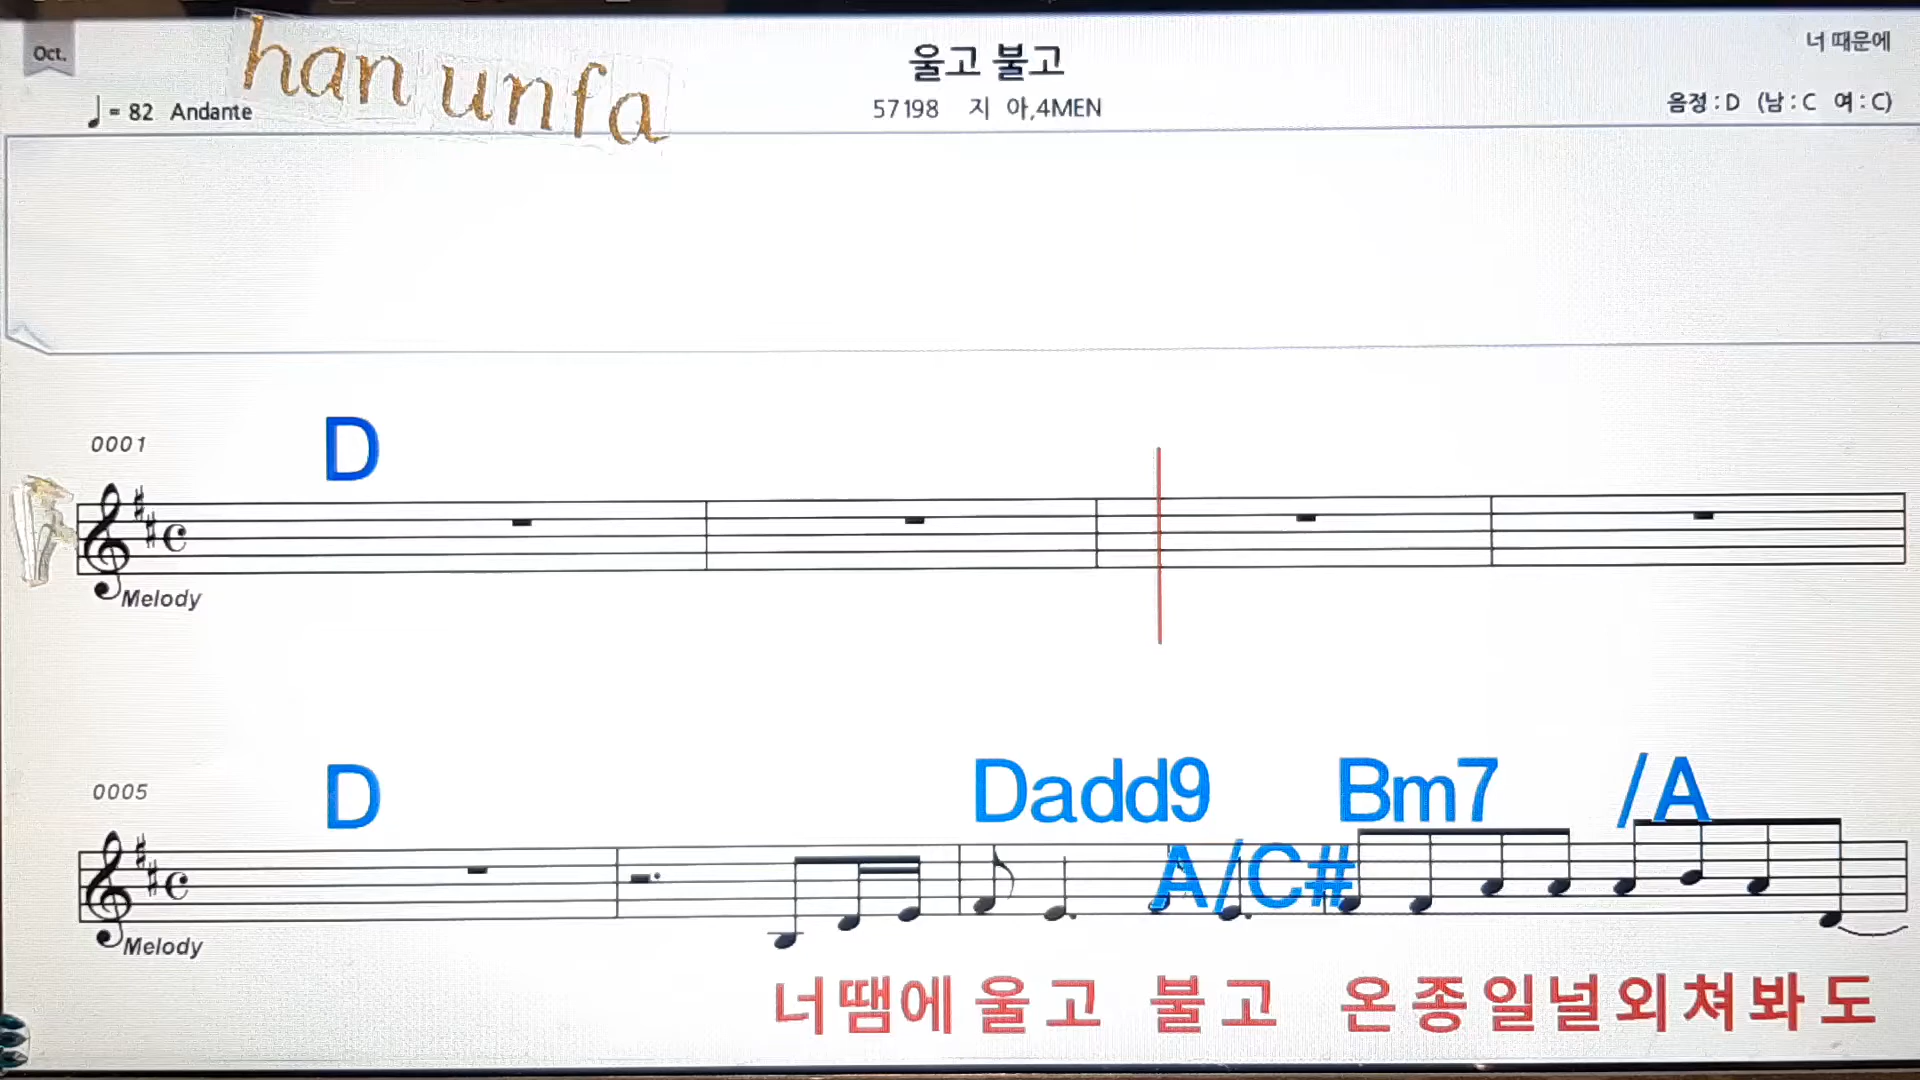 Oct.
han unfa
울고 불고
너 때문에
♩= 82 Andante
57198 지 아,4MEN
음정 : D (남 : C 여 : C)
0001
D
Melody
0005
D Dadd9 A/C# Bm7 /A
Melody
너땜에 울고 불고 온종일널외쳐봐 도